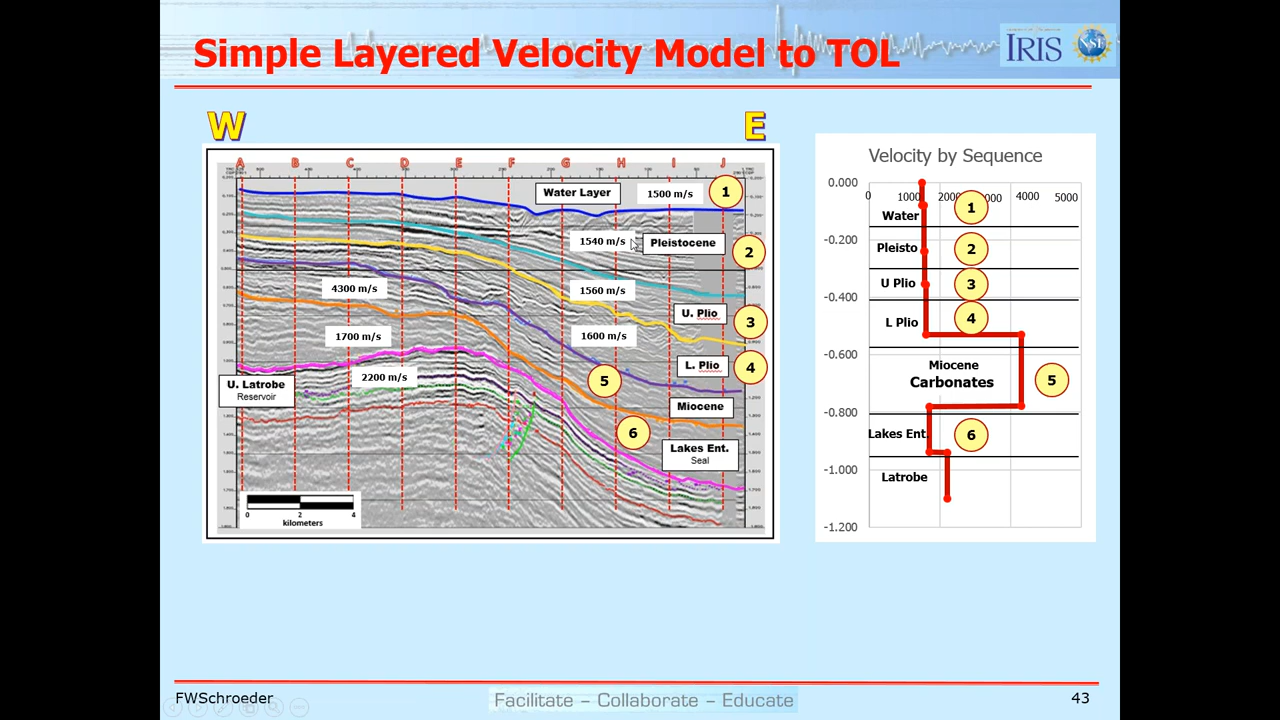 Simple Layered Velocity Model to TOL
IRIS
NSF
W
E
A B C D E F G H I J
Water Layer
1500 m/s
1
1540 m/s
Pleistocene
2
4300 m/s
1560 m/s
U. Plio
3
1700 m/s
1600 m/s
L. Plio
4
2200 m/s
5
U. Latrobe
Reservoir
Miocene
6
Lakes Ent.
Seal
0 2 4
kilometers
Velocity by Sequence
0.000
0 1000 2000 3000 4000 5000
Water
1
-0.200
Pleisto
2
U Plio
3
-0.400
L Plio
4
-0.600
Miocene
Carbonates
5
-0.800
Lakes Ent.
6
-1.000
Latrobe
-1.200
FWSchroeder
Facilitate – Collaborate – Educate
43